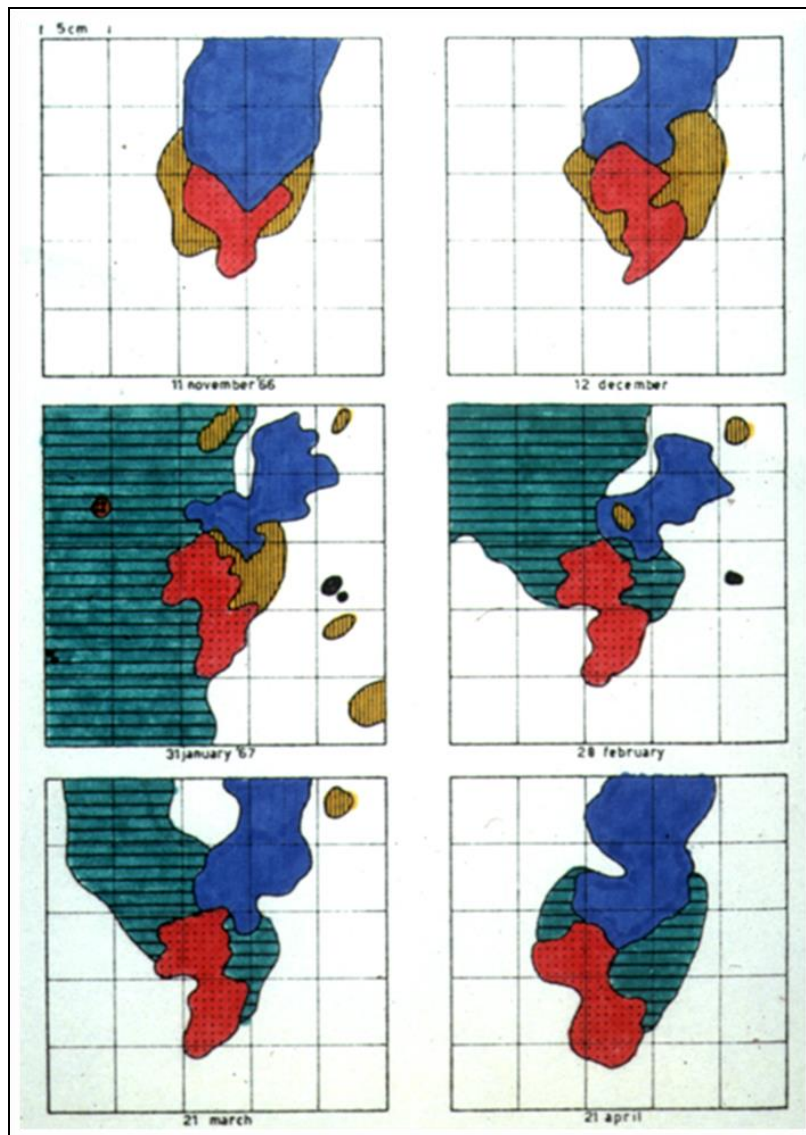 5cm
11 november '66
12 december
31 january '67
28 february
21 march
21 april